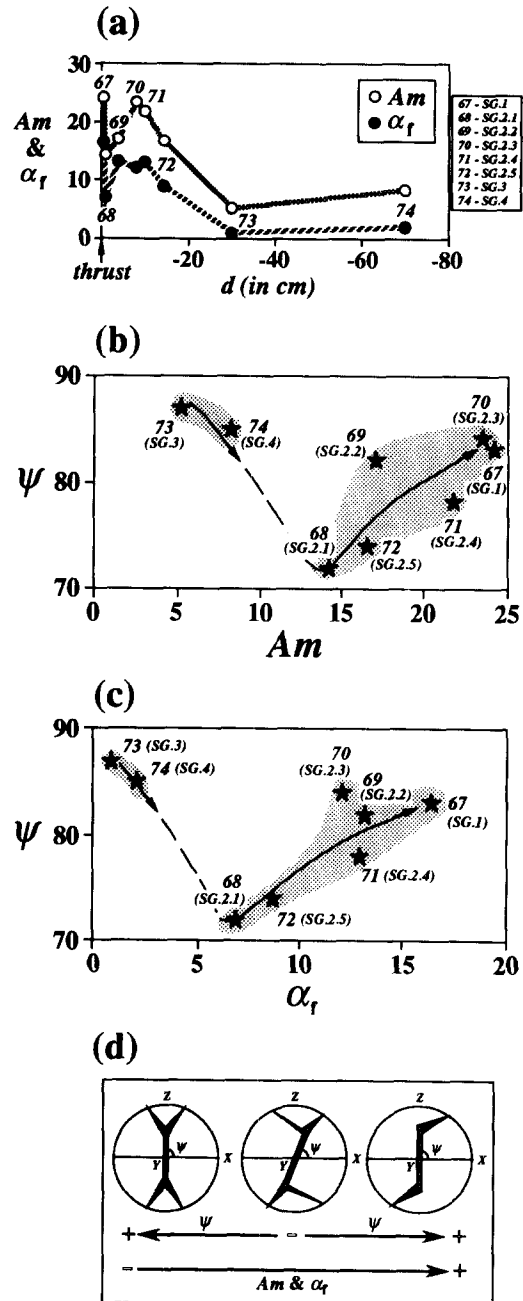 (a)
30
20
10
0
Am
&
αf
67
68
69
70
71
72
73
74
Am
αf
67 - SG.1
68 - SG.2.1
69 - SG.2.2
70 - SG.2.3
71 - SG.2.4
72 - SG.2.5
73 - SG.3
74 - SG.4
-20 -40 -60 -80
thrust
d (in cm)
(b)
90
80
70
ψ
73
(SG.3)
74
(SG.4)
69
(SG.2.2)
70
(SG.2.3)
67
(SG.1)
68
(SG.2.1)
72
(SG.2.5)
71
(SG.2.4)
0 5 10 15 20 25
Am
(c)
90
80
70
ψ
73 (SG.3)
74 (SG.4)
70
(SG.2.3)
69
(SG.2.2)
67
(SG.1)
71 (SG.2.4)
68
(SG.2.1)
72 (SG.2.5)
0 5 10 15 20
αf
(d)
Z Z Z
Y ψ X Y ψ X Y ψ X
+ ψ - ψ +
- Am & αf +